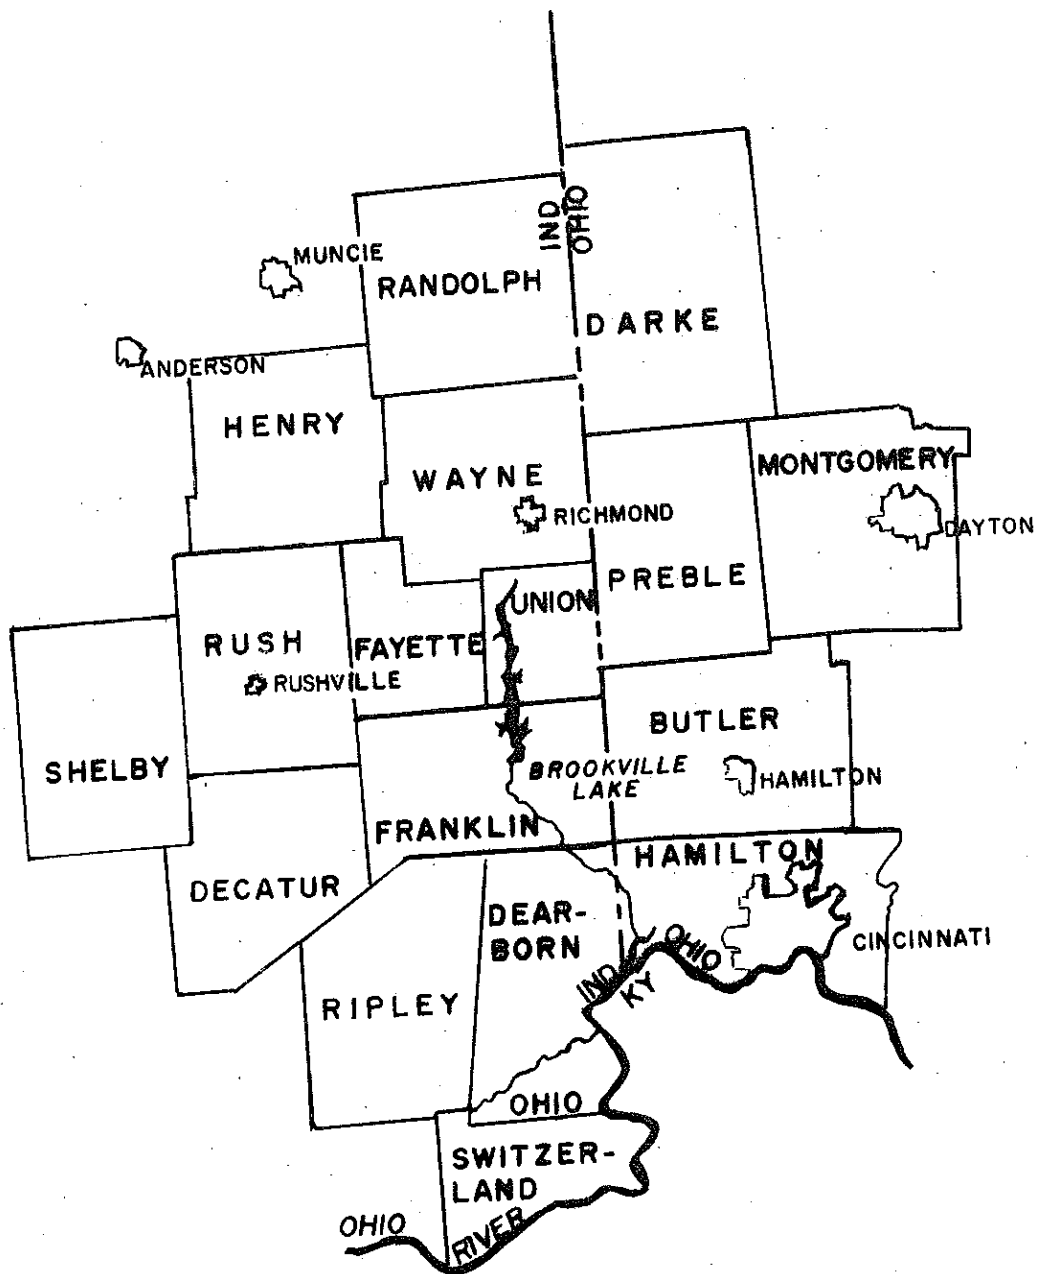 IND
OHIO
MUNCIE
RANDOLPH
DARKE
ANDERSON
HENRY
WAYNE
MONTGOMERY
RICHMOND
DAYTON
PREBLE
UNION
RUSH
FAYETTE
RUSHVILLE
BUTLER
SHELBY
BROOKVILLE
LAKE
HAMILTON
FRANKLIN
HAMILTON
DECATUR
DEAR-
BORN
OHIO
CINCINNATI
IND
KY
RIPLEY
OHIO
SWITZER-
LAND
OHIO
RIVER